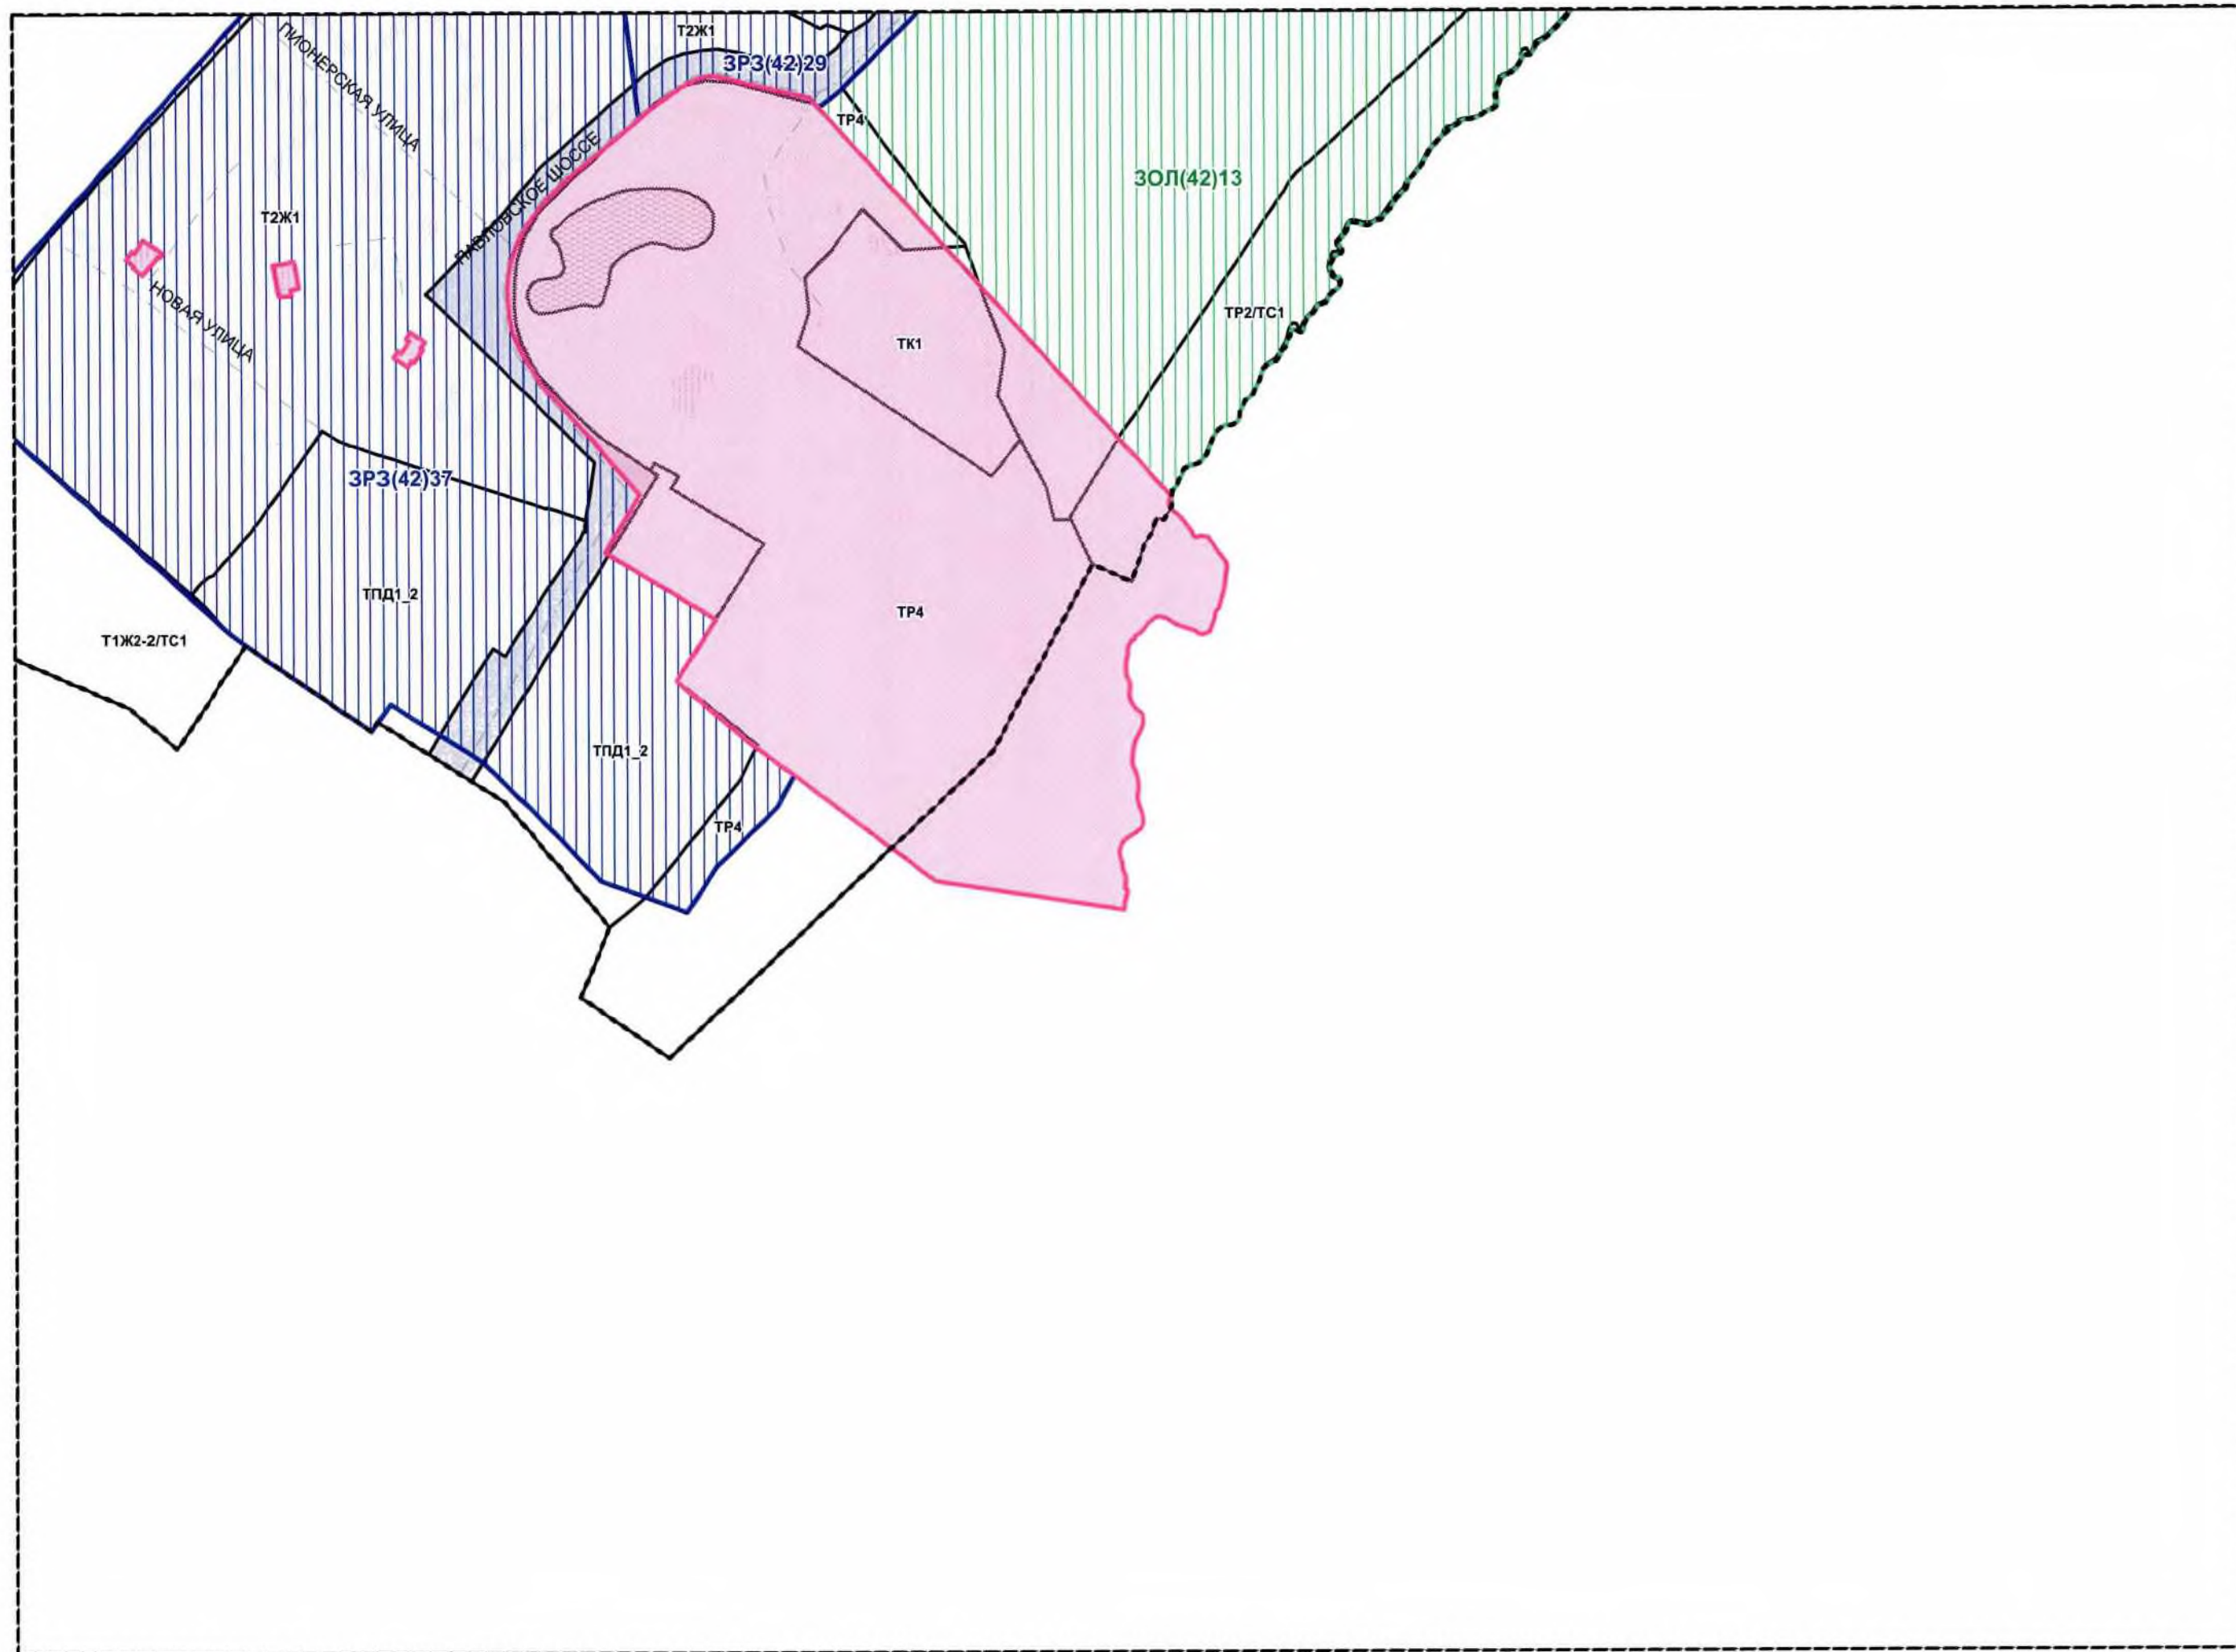 Т2Ж1
ЗРЗ(42)29
ПИОНЕРСКАЯ УЛИЦА
ТР4
ПАВЛОВСКОЕ ШОССЕ
ЗОЛ(42)13
Т2Ж1
НОВАЯ УЛИЦА
ТР2/ТС1
ТК1
ЗРЗ(42)37
ТПД1_2
ТР4
Т1Ж2-2/ТС1
ТПД1_2
ТР4